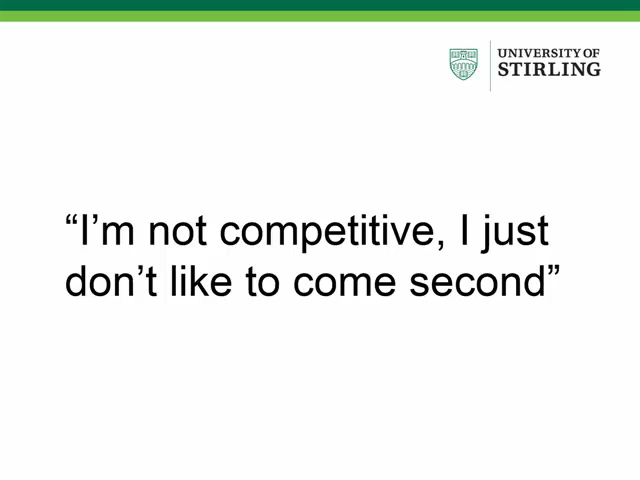 UNIVERSITY OF
STIRLING
“I’m not competitive, I just
don’t like to come second”